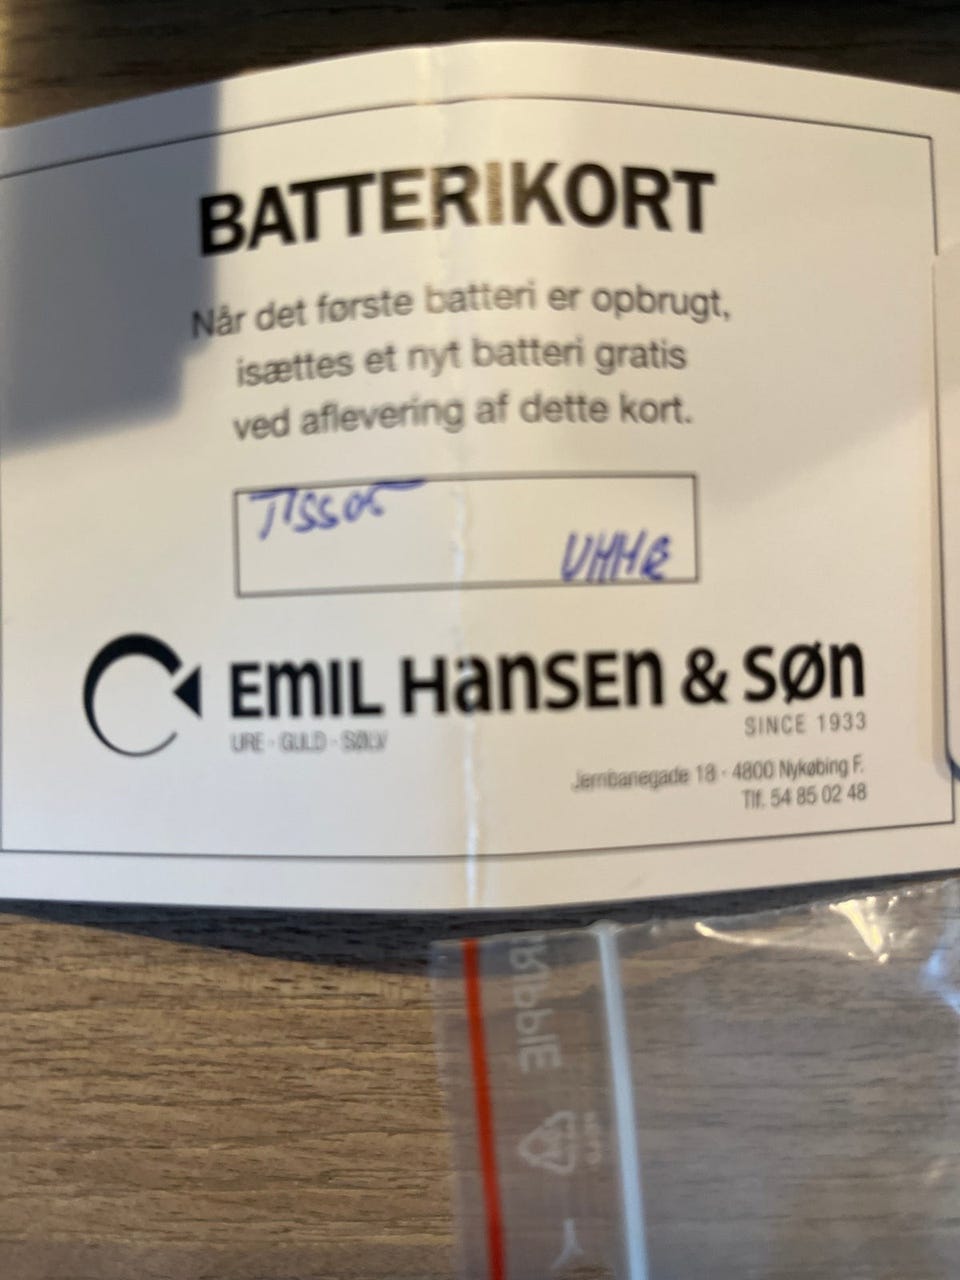 BATTERIKORT
Når det første batteri er opbrugt,
isættes et nyt batteri gratis
ved aflevering af dette kort.
TISSOT
EMIL HANSEN & SØN
SINCE 1933
URE - GULD - SØLV
Jernbanegade 18 - 4800 Nykøbing F.
Tlf. 54 85 02 48